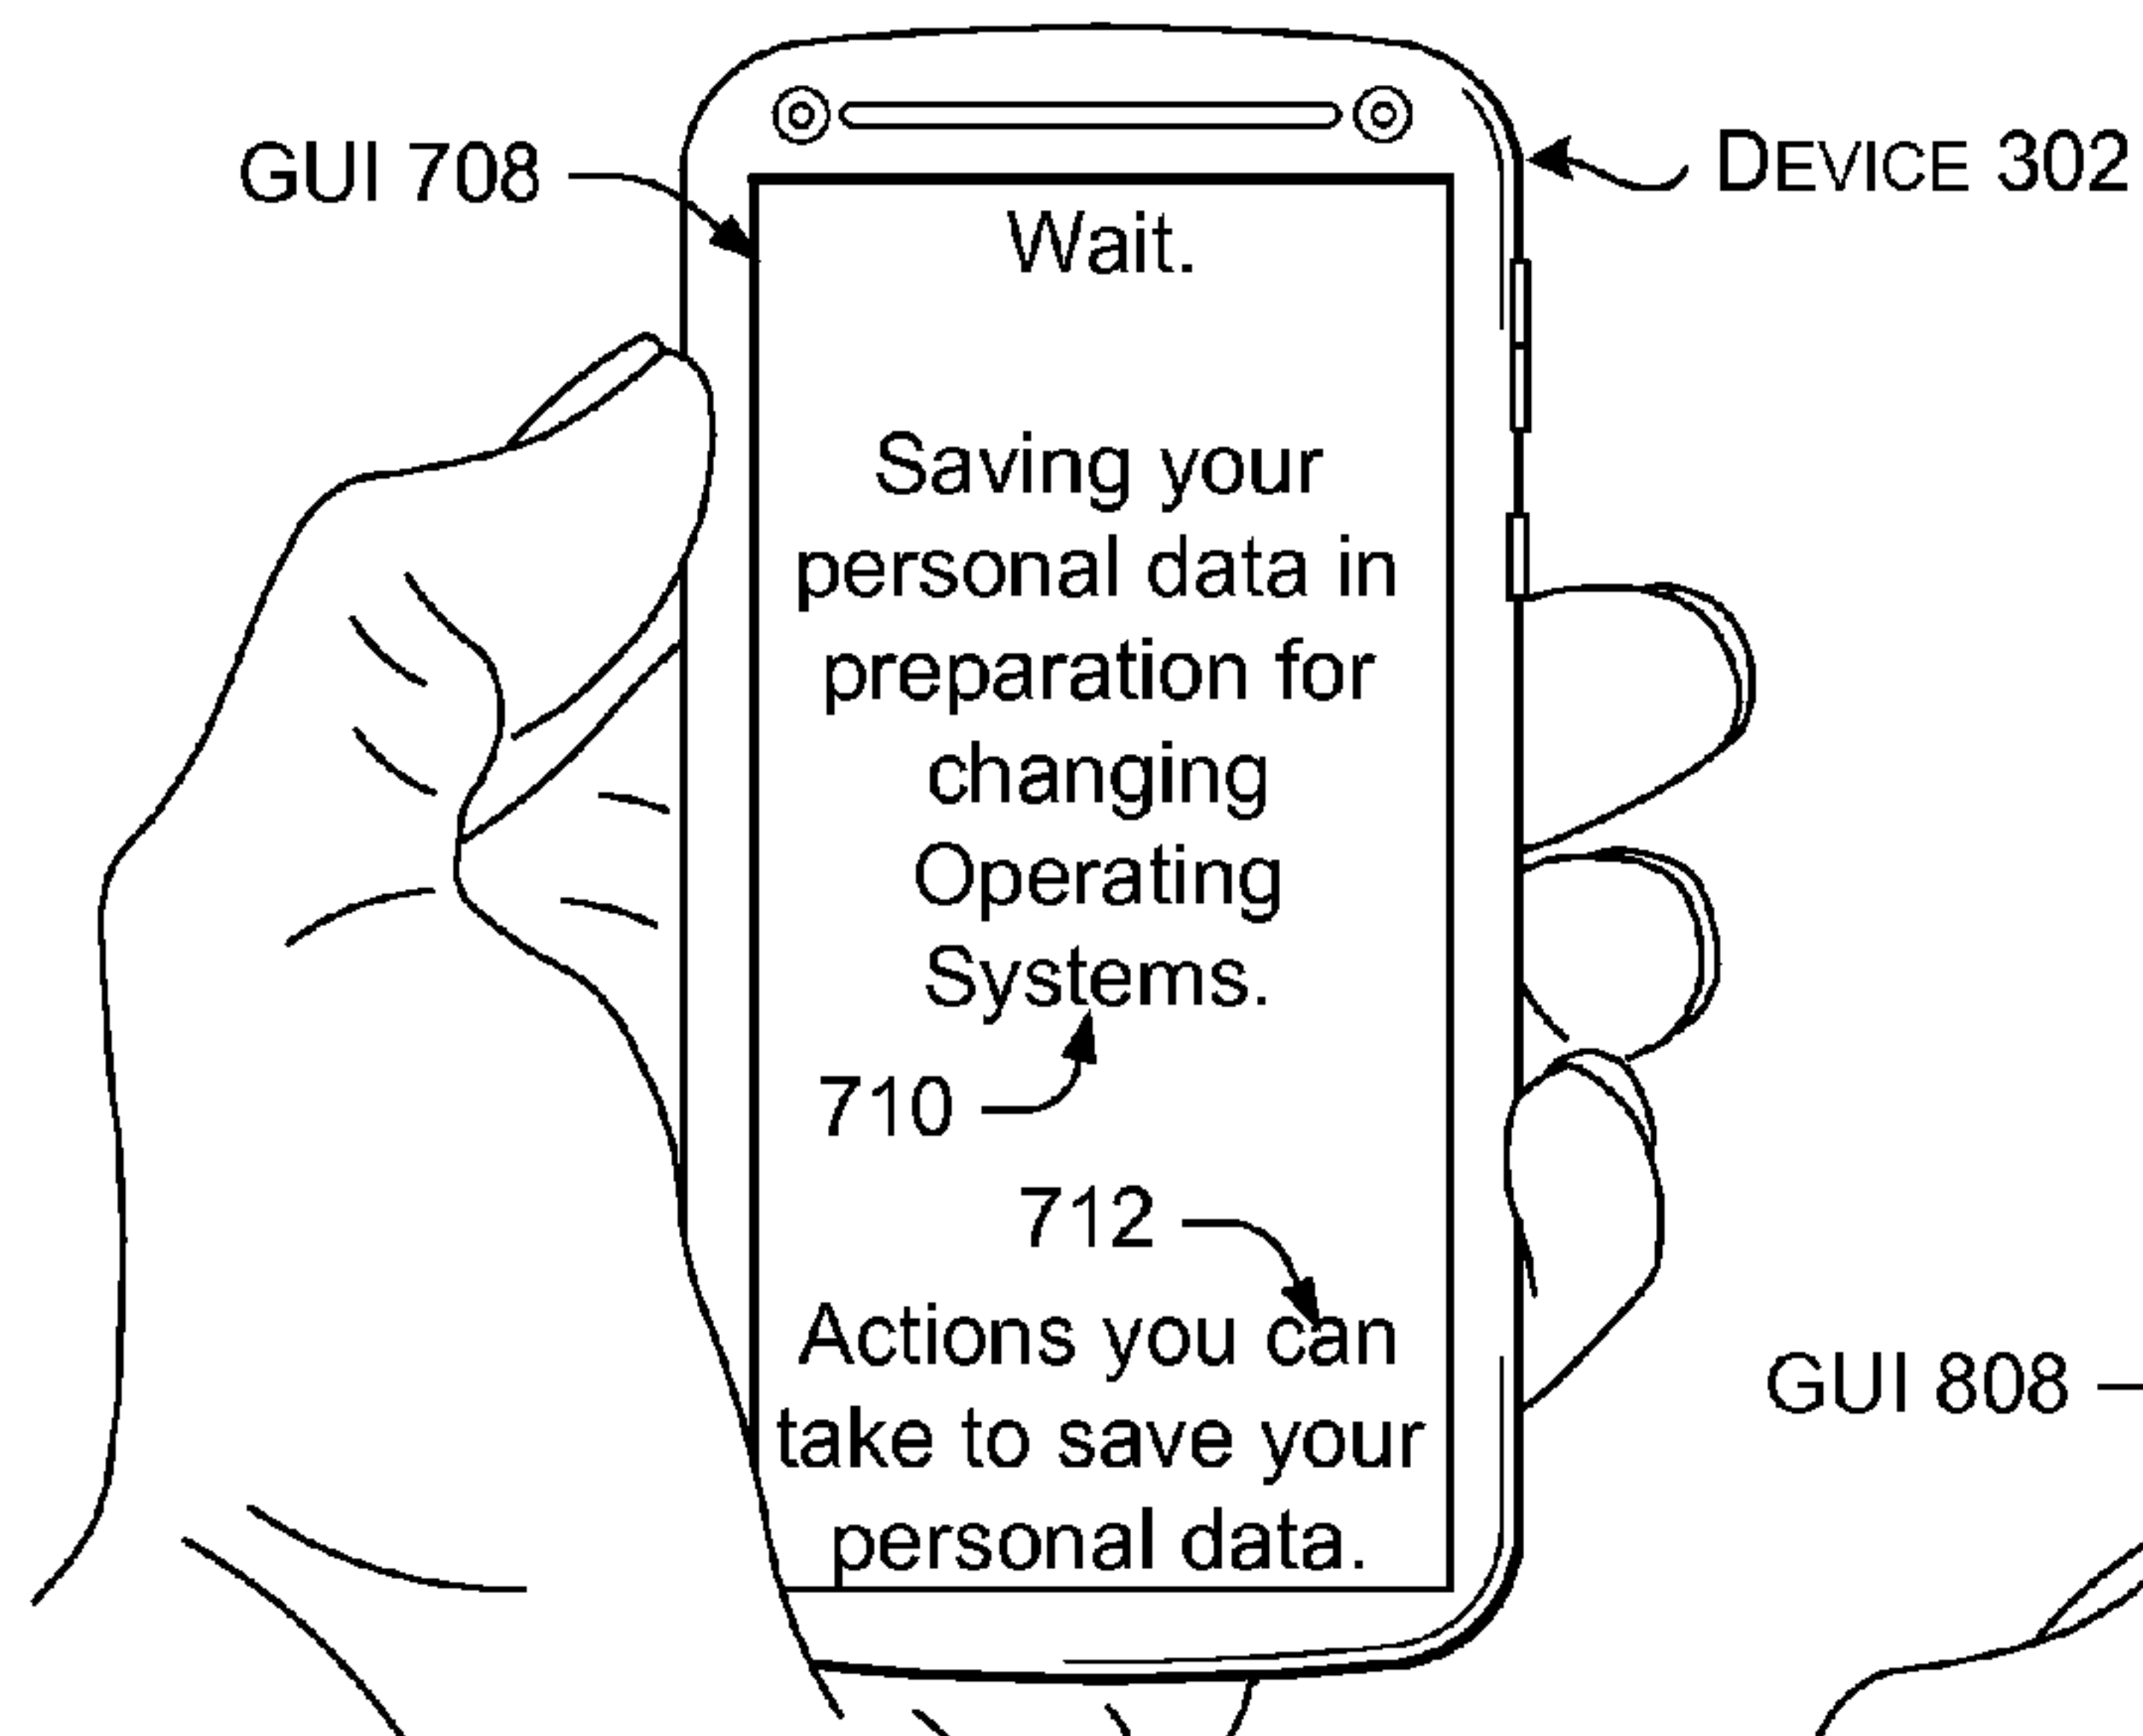 GUI 708
DEVICE 302
Wait.
Saving your
personal data in
preparation for
changing
Operating
Systems.
710
712
Actions you can
take to save your
personal data.
GUI 808